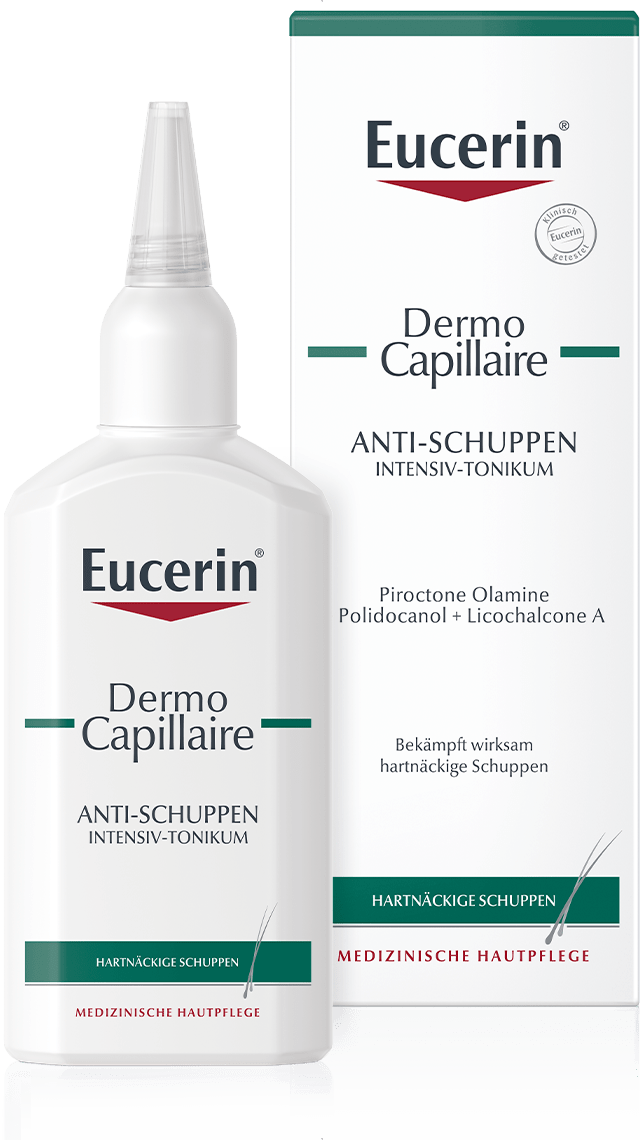 Eucerin®
Klinisch
Eucerin
getestet
Dermo
Capillaire
ANTI-SCHUPPEN
INTENSIV-TONIKUM
Piroctone Olamine
Polidocanol + Licochalcone A
Bekämpft wirksam
hartnäckige Schuppen
HARTNÄCKIGE SCHUPPEN
MEDIZINISCHE HAUTPFLEGE
Eucerin®
Dermo
Capillaire
ANTI-SCHUPPEN
INTENSIV-TONIKUM
HARTNÄCKIGE SCHUPPEN
MEDIZINISCHE HAUTPFLEGE